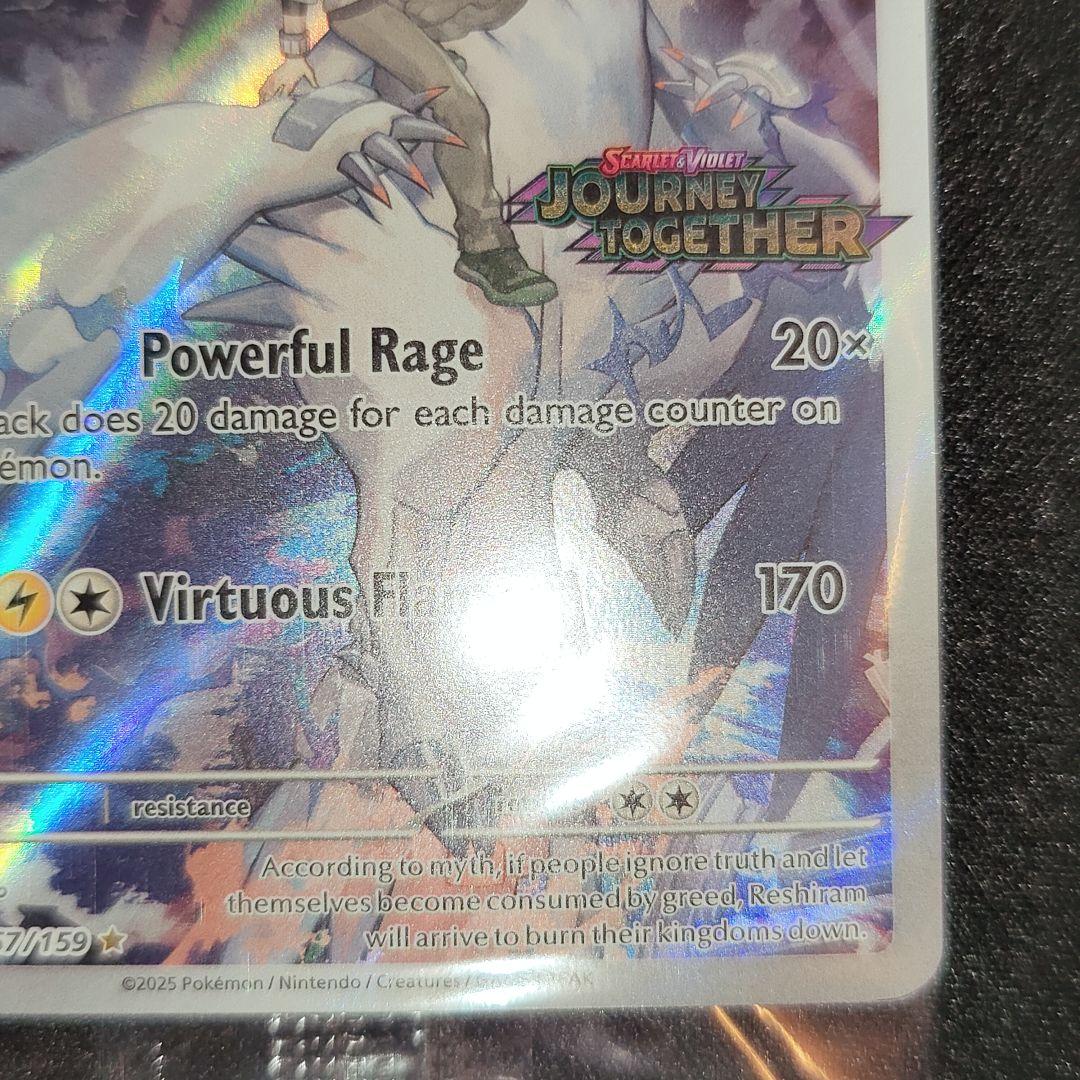 SCARLET & VIOLET
JOURNEY
TOGETHER
Powerful Rage 20×
ack does 20 damage for each damage counter on
émon.
Virtuous 170
resistance
According to myth, if people ignore truth and let
themselves become consumed by greed, Reshiram
will arrive to burn their kingdoms down.
67/159
©2025 Pokémon / Nintendo / Creatures /